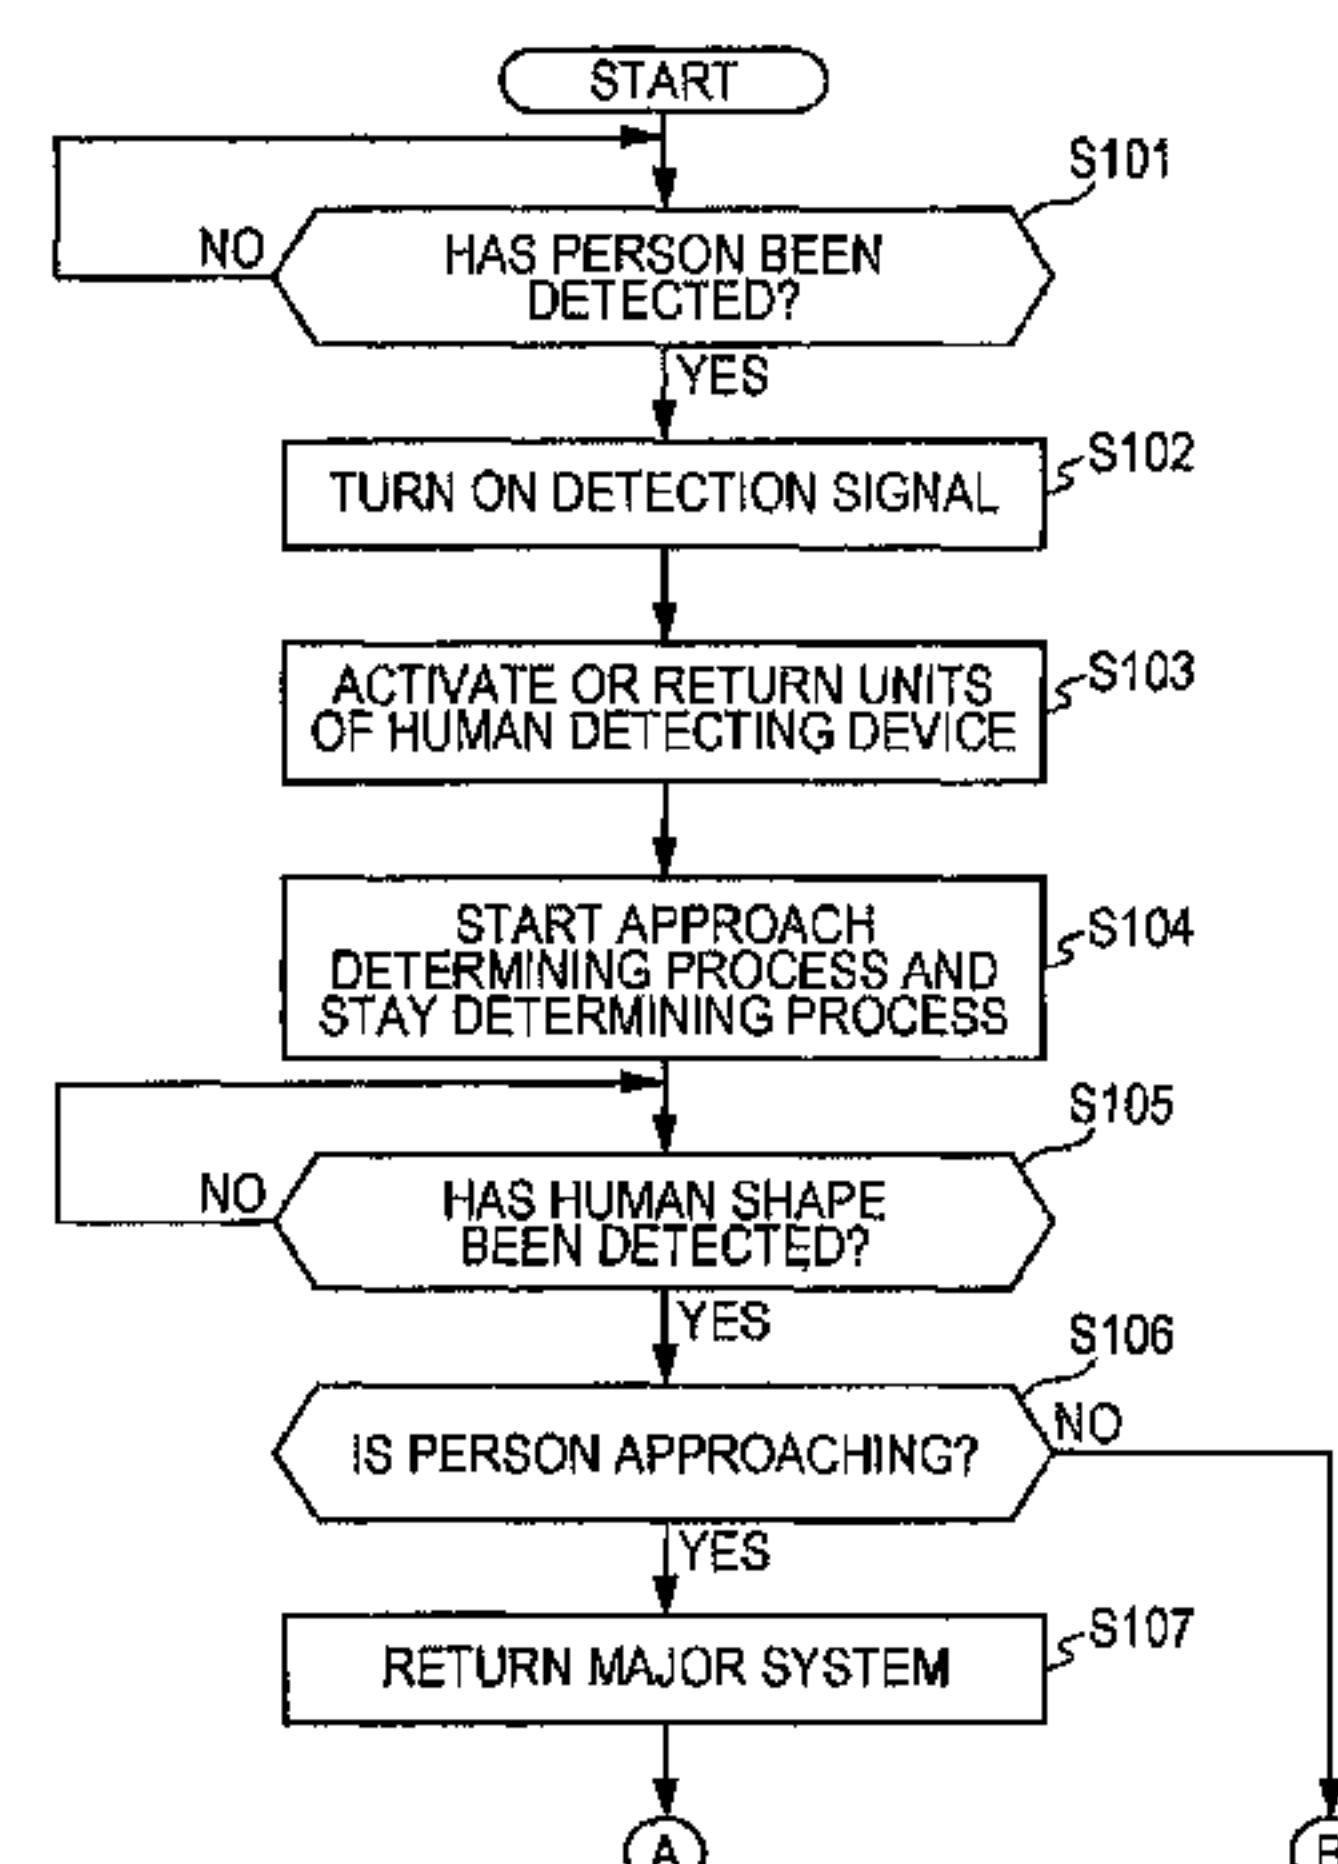 START
S101
NO
HAS PERSON BEEN
DETECTED?
YES
S102
TURN ON DETECTION SIGNAL
S103
ACTIVATE OR RETURN UNITS
OF HUMAN DETECTING DEVICE
S104
START APPROACH
DETERMINING PROCESS AND
STAY DETERMINING PROCESS
S105
NO
HAS HUMAN SHAPE
BEEN DETECTED?
YES
S106
NO
IS PERSON APPROACHING?
YES
S107
RETURN MAJOR SYSTEM
A